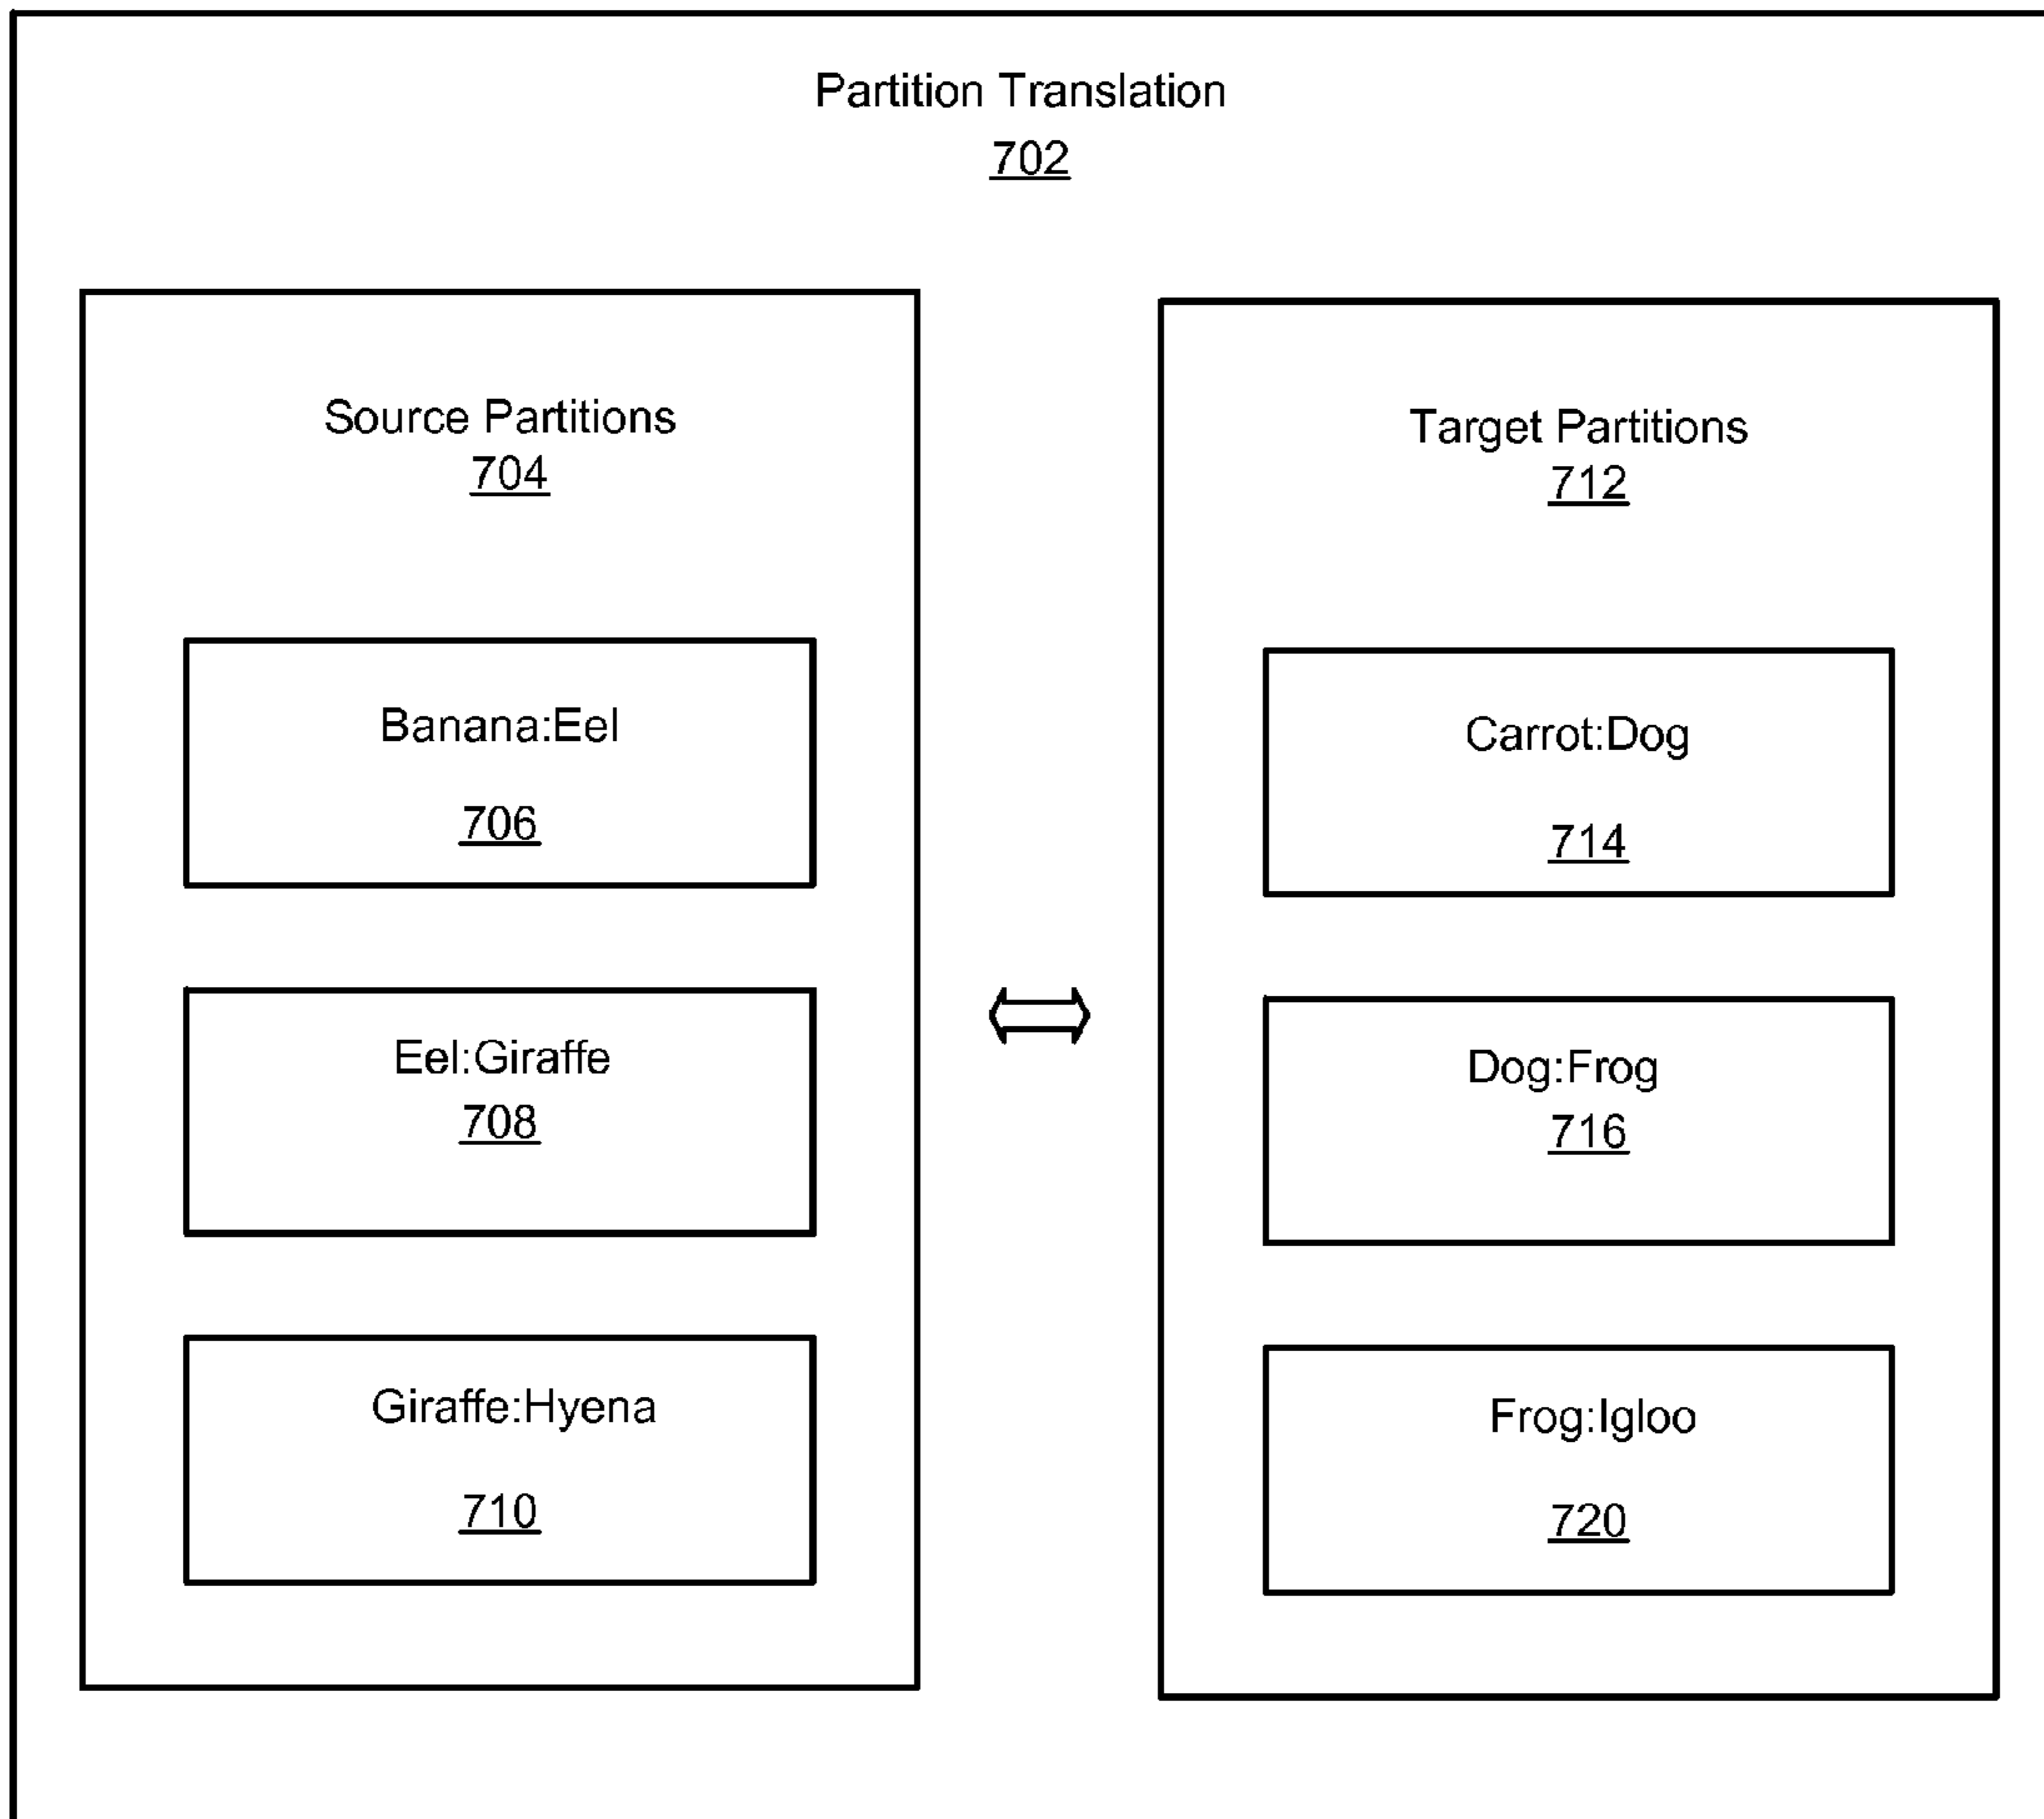 Partition Translation
702
Source Partitions
704
Banana:Eel
706
Eel:Giraffe
708
Giraffe:Hyena
710
Target Partitions
712
Carrot:Dog
714
Dog:Frog
716
Frog:Igloo
720